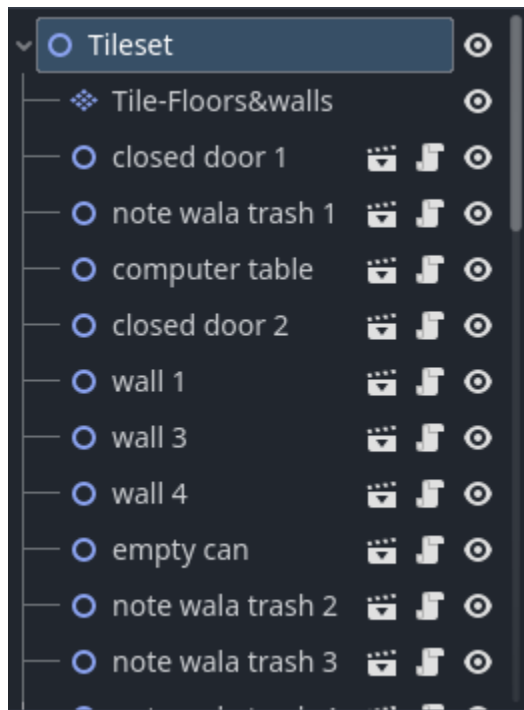 Tileset
Tile-Floors&walls
closed door 1
note wala trash 1
computer table
closed door 2
wall 1
wall 3
wall 4
empty can
note wala trash 2
note wala trash 3